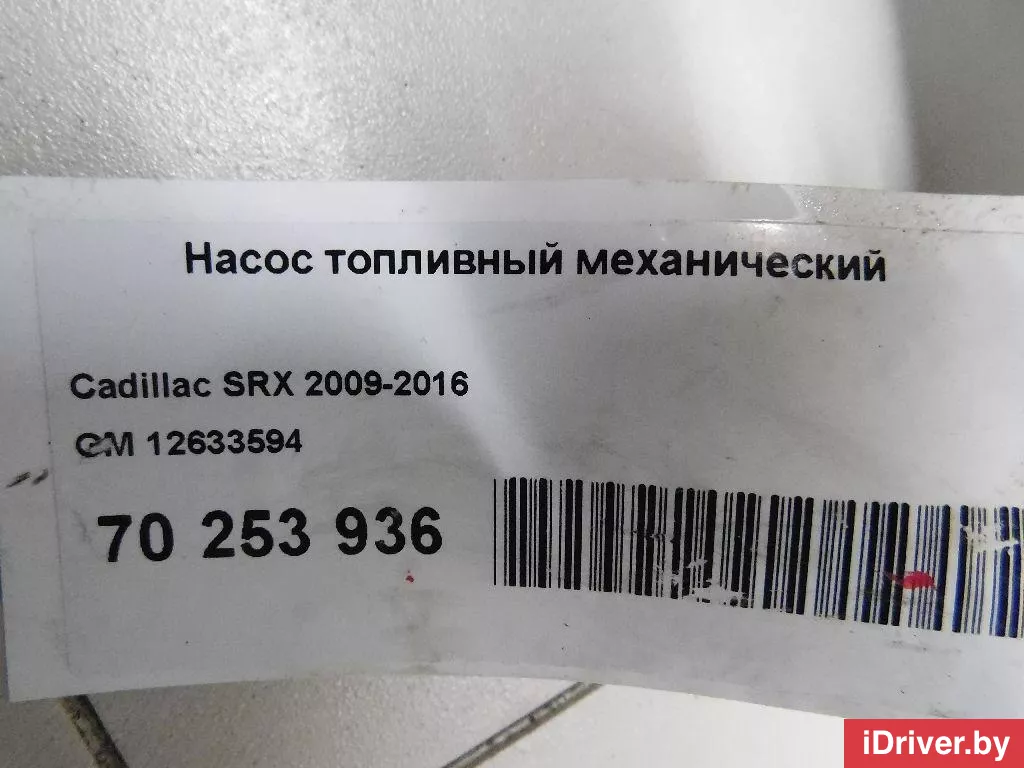 Насос топливный механический
Cadillac SRX 2009-2016
GM 12633594
70 253 936
iDriver.by